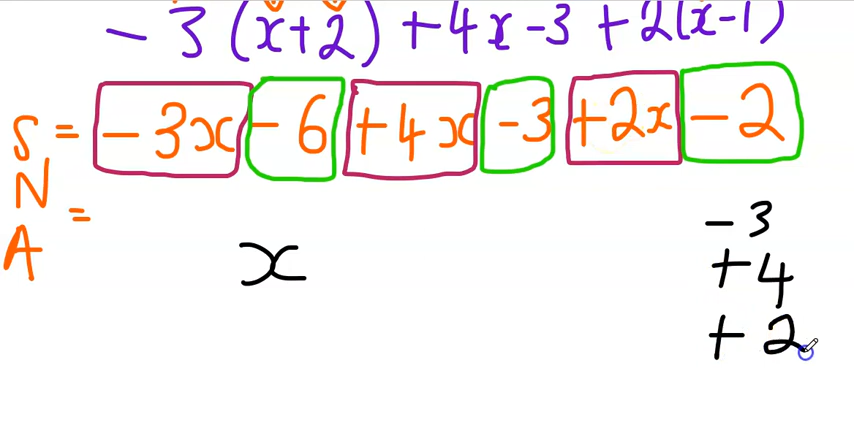 - 3 (x+2) +4x-3 +2(x-1)
S = -3x -6 +4x -3 +2x -2
N =
A
x
-3
+4
+2